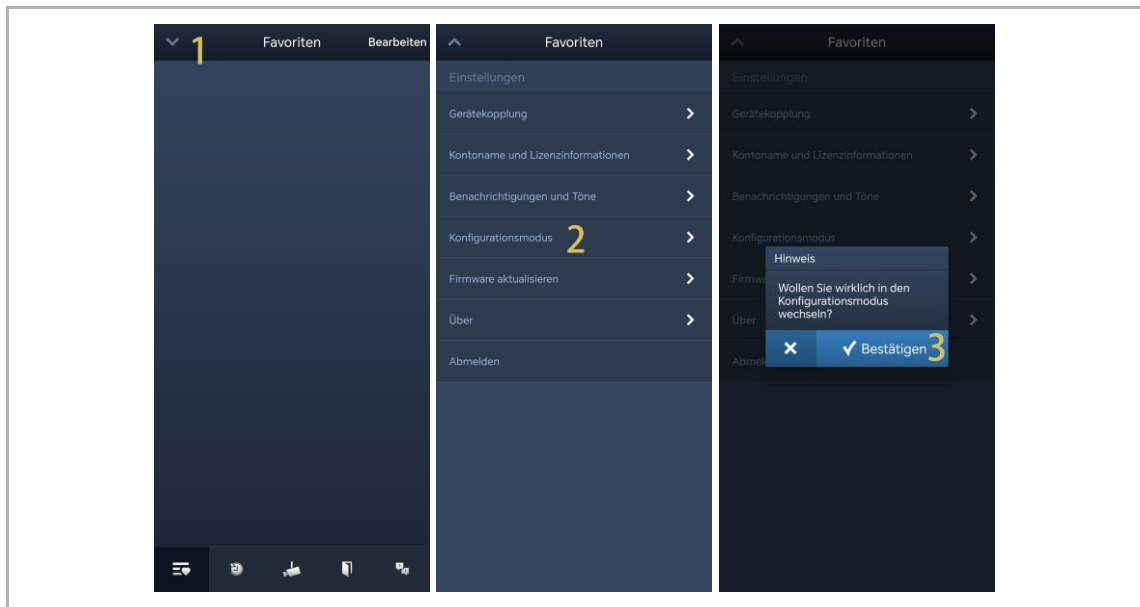 1 Favoriten Bearbeiten
Favoriten
Einstellungen
Gerätekopplung
Kontoname und Lizenzinformationen
Benachrichtigungen und Töne
Konfigurationsmodus 2
Firmware aktualisieren
Über
Abmelden
Favoriten
Einstellungen
Gerätekopplung
Kontoname und Lizenzinformationen
Benachrichtigungen und Töne
Konfigurationsmodus
Hinweis
Wollen Sie wirklich in den
Konfigurationsmodus
wechseln?
Über
Bestätigen 3